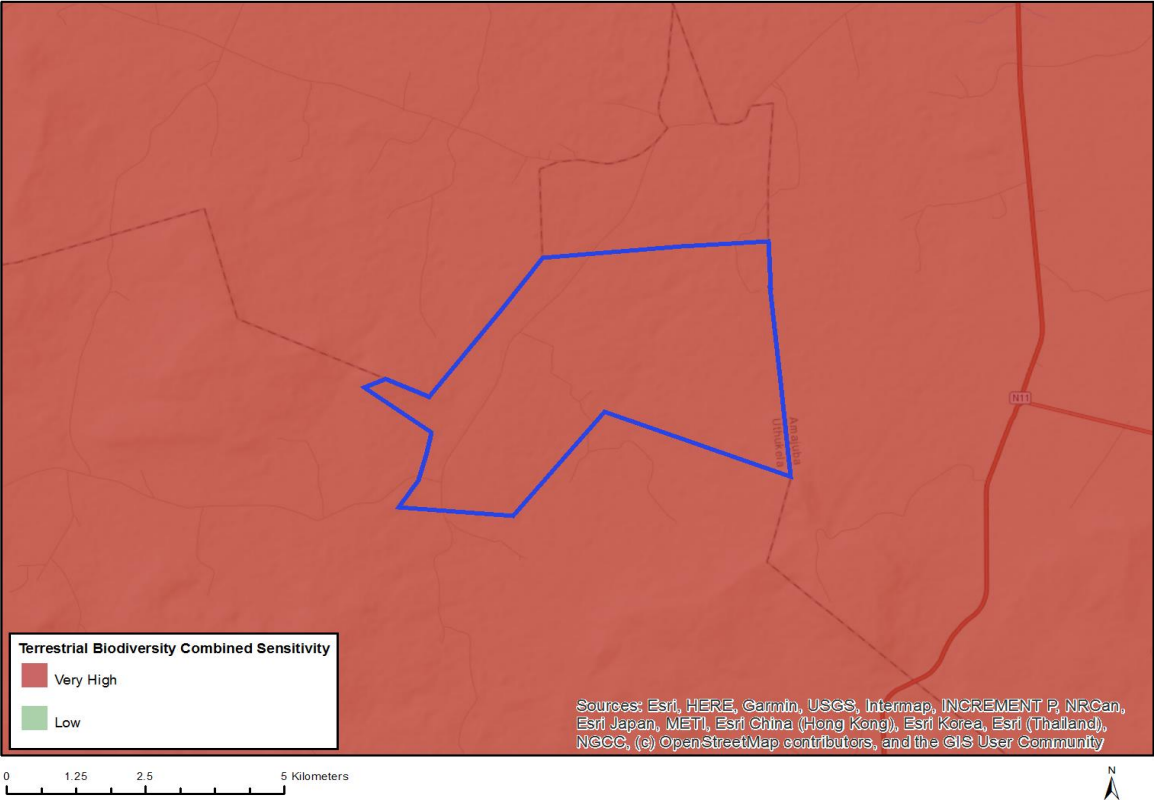 N11
Amajuba
Uthukela
Terrestrial Biodiversity Combined Sensitivity
Very High
Low
Sources: Esri, HERE, Garmin, USGS, Intermap, INCREMENT P, NRCan,
Esri Japan, METI, Esri China (Hong Kong), Esri Korea, Esri (Thailand),
NGCC, (c) OpenStreetMap contributors, and the GIS User Community
0 1.25 2.5 5 Kilometers
N